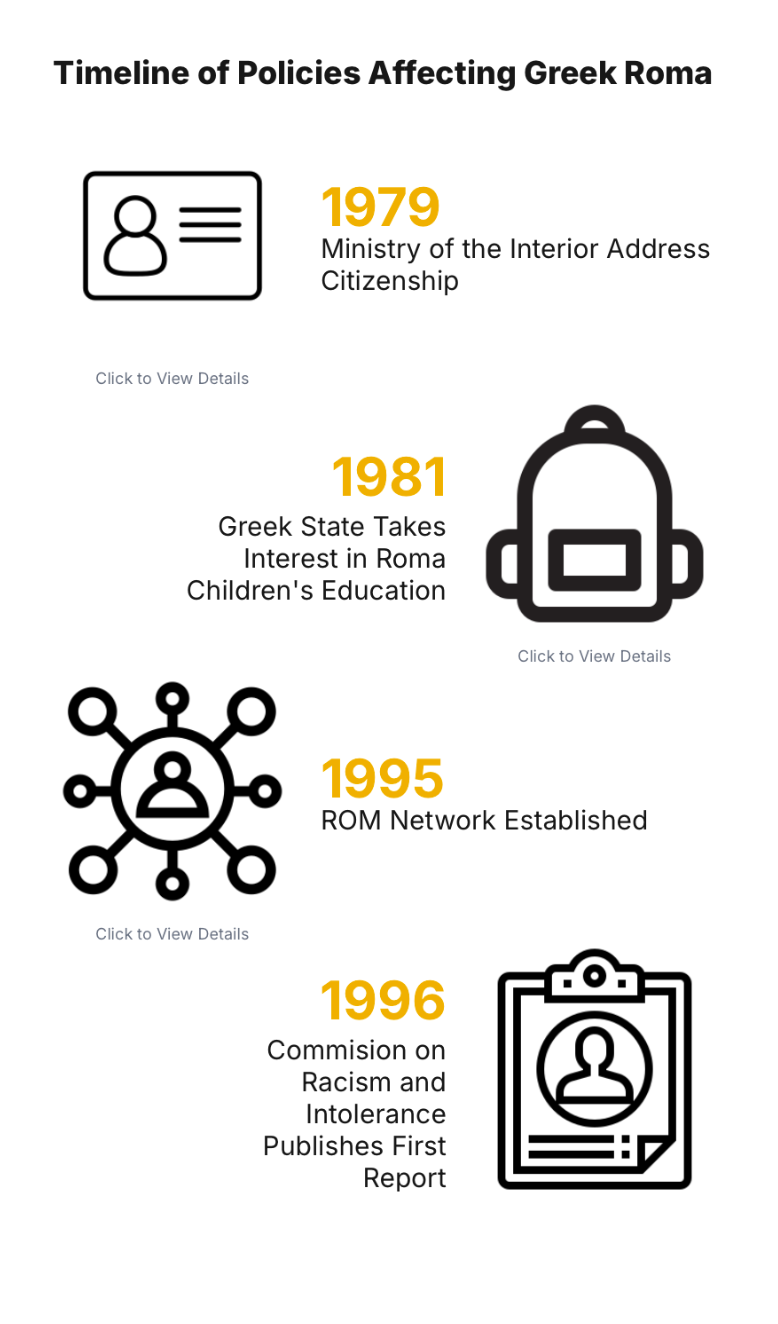 Timeline of Policies Affecting Greek Roma
1979
Ministry of the Interior Address
Citizenship
Click to View Details
1981
Greek State Takes
Interest in Roma
Children's Education
Click to View Details
1995
ROM Network Established
Click to View Details
1996
Commision on
Racism and
Intolerance
Publishes First
Report